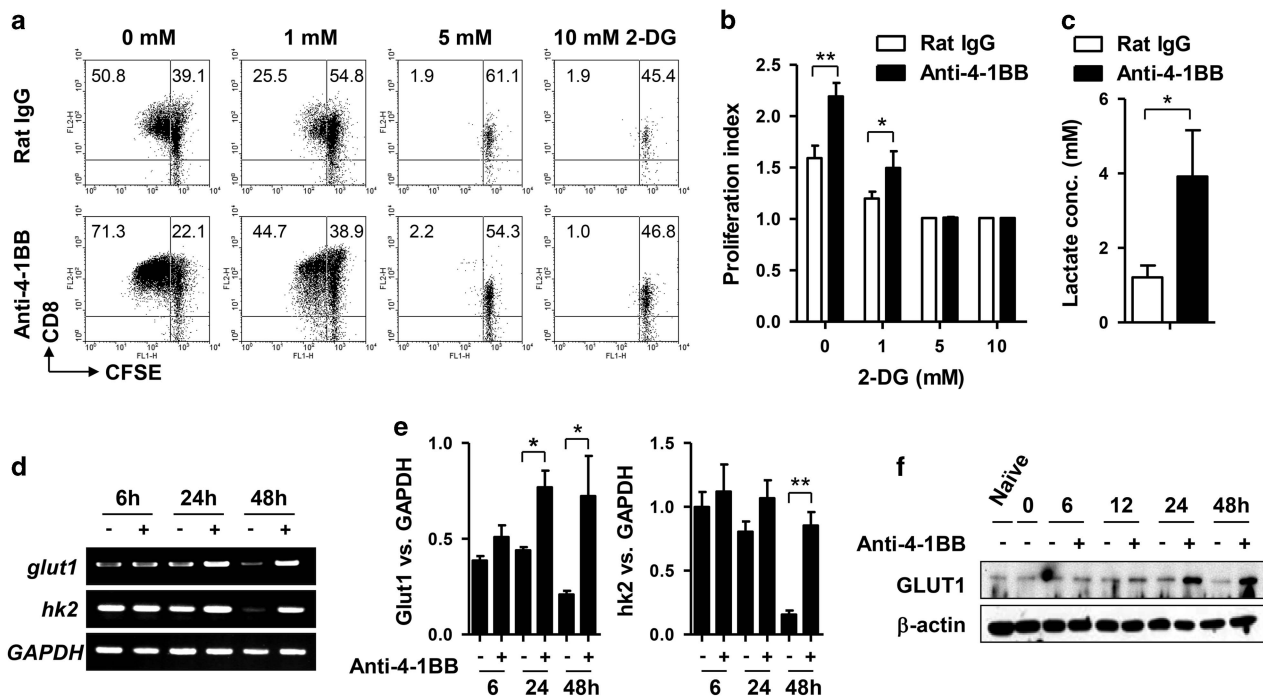 a
0 mM
1 mM
5 mM
10 mM 2-DG
Rat IgG
50.8 39.1
25.5 54.8
1.9 61.1
1.9 45.4
Anti-4-1BB
71.3 22.1
44.7 38.9
2.2 54.3
1.0 46.8
FL2-H
FL1-H
CD8
CFSE
b
Rat IgG
Anti-4-1BB
Proliferation index
2.5
2.0
1.5
1.0
0.5
0.0
**
*
0 1 5 10
2-DG (mM)
c
Rat IgG
Anti-4-1BB
Lactate conc. (mM)
6
4
2
0
*
d
6h 24h 48h
- + - + - +
glut1
hk2
GAPDH
e
Glut1 vs. GAPDH
1.0
0.5
0.0
*
*
Anti-4-1BB
- + - + - +
6 24 48h
hk2 vs. GAPDH
1.5
1.0
0.5
0.0
**
- + - + - +
6 24 48h
f
Naïve 0 6 12 24 48h
Anti-4-1BB - - - + - + - + - +
GLUT1
β-actin